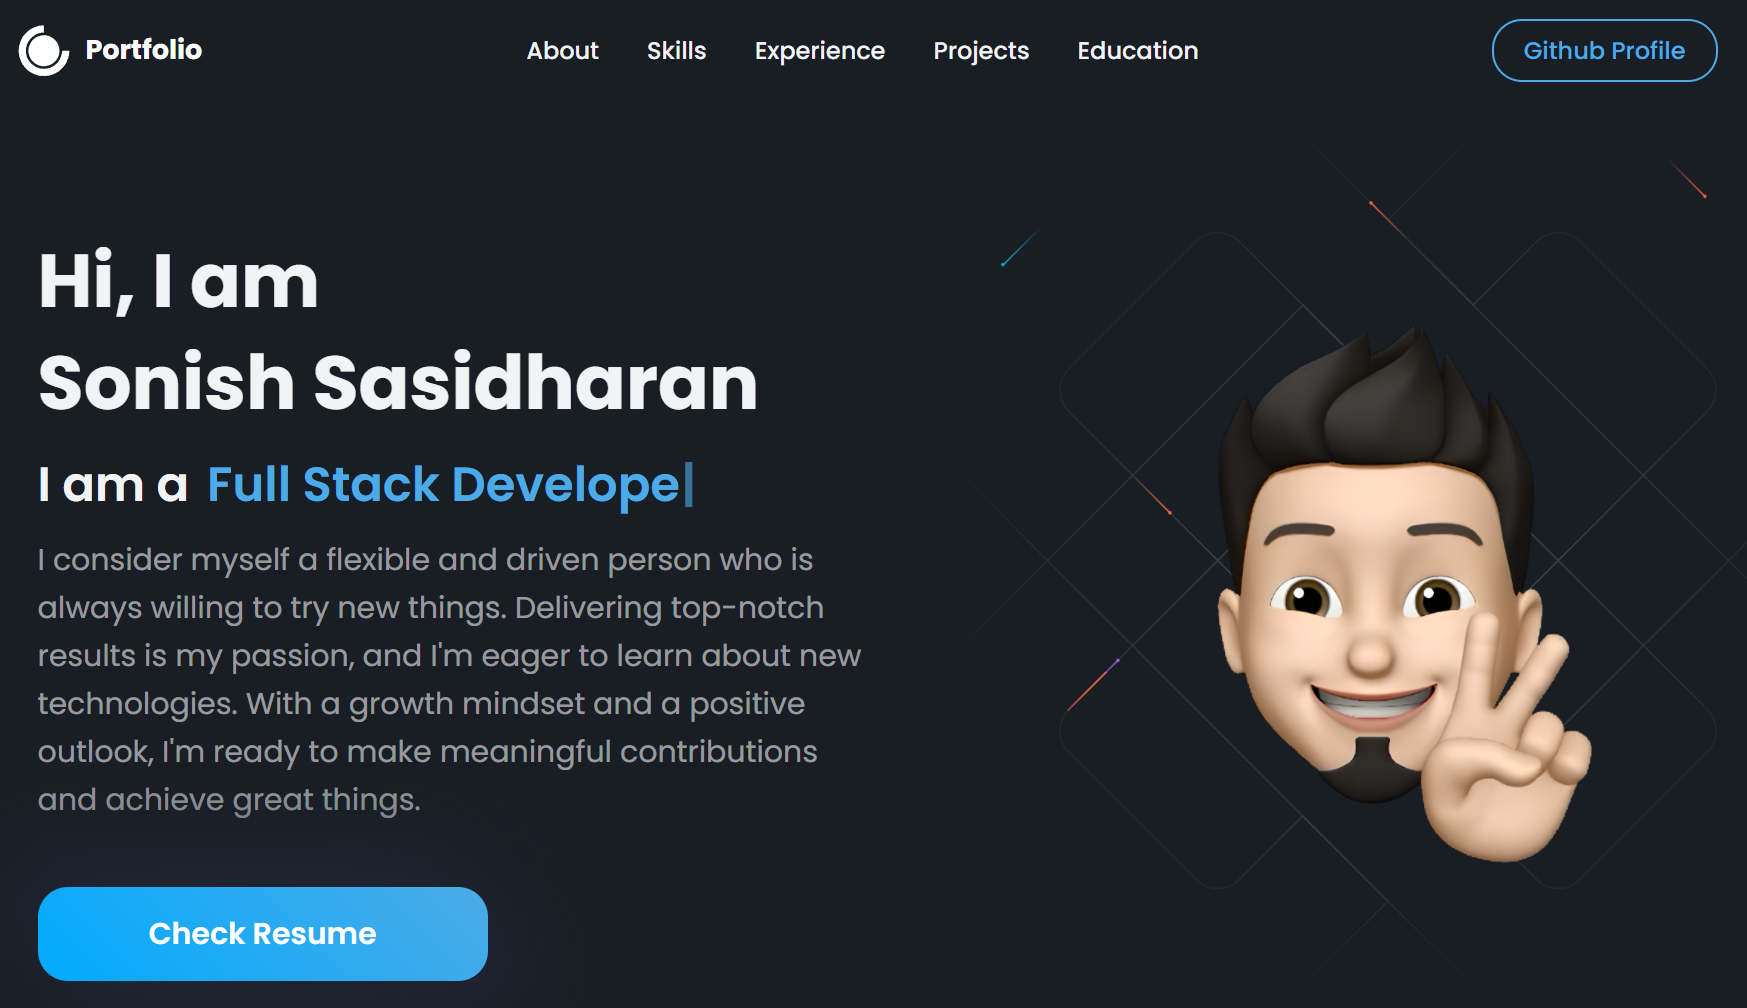 Portfolio
About
Skills
Experience
Projects
Education
Github Profile
Hi, I am
Sonish Sasidharan
I am a Full Stack Develope|
I consider myself a flexible and driven person who is
always willing to try new things. Delivering top-notch
results is my passion, and I'm eager to learn about new
technologies. With a growth mindset and a positive
outlook, I'm ready to make meaningful contributions
and achieve great things.
Check Resume